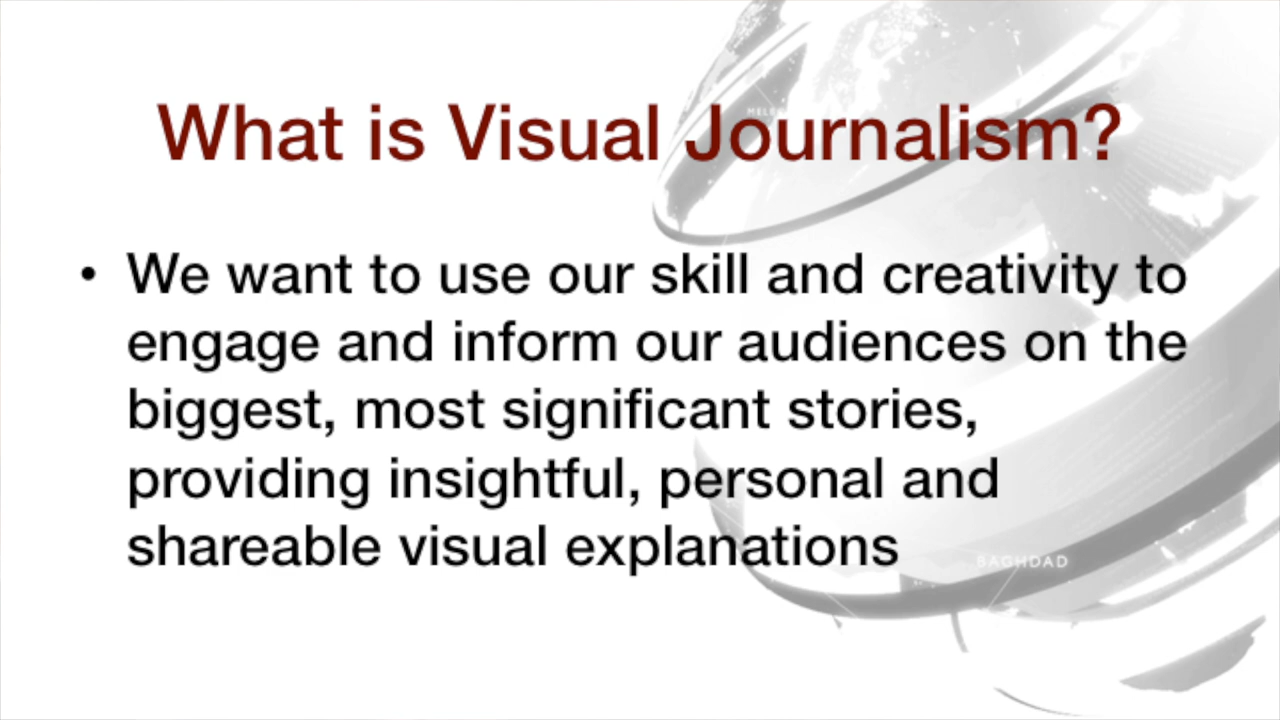 What is Visual Journalism?
• We want to use our skill and creativity to
engage and inform our audiences on the
biggest, most significant stories,
providing insightful, personal and
shareable visual explanations
BAGHDAD